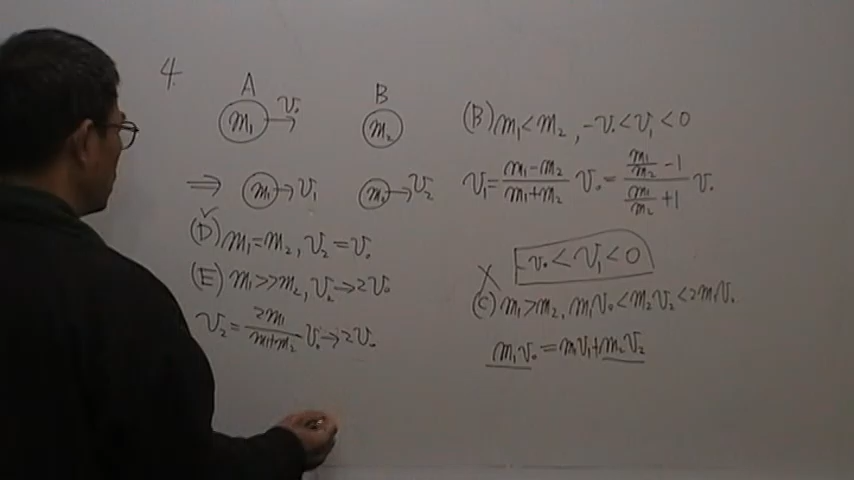 4.
A
m₁ → v₀
B
m₂
⇒ m₁ → v₁
m₂ → v₂
(D) ✓ m₁=m₂, v₂=v₀
(E) m₁>>m₂, v₂→2v₀
v₂ = 2m₁/(m₁+m₂) v₀ → 2v₀
(B) m₁<m₂, -v₀<v₁<0
v₁ = (m₁-m₂)/(m₁+m₂) v₀ = (m₁/m₂ -1)/(m₁/m₂ +1) v₀
-v₀<v₁<0
✗ (C) m₁>m₂, m₁v₀<m₂v₂<2m₁v₀
m₁v₀=m₁v₁+m₂v₂